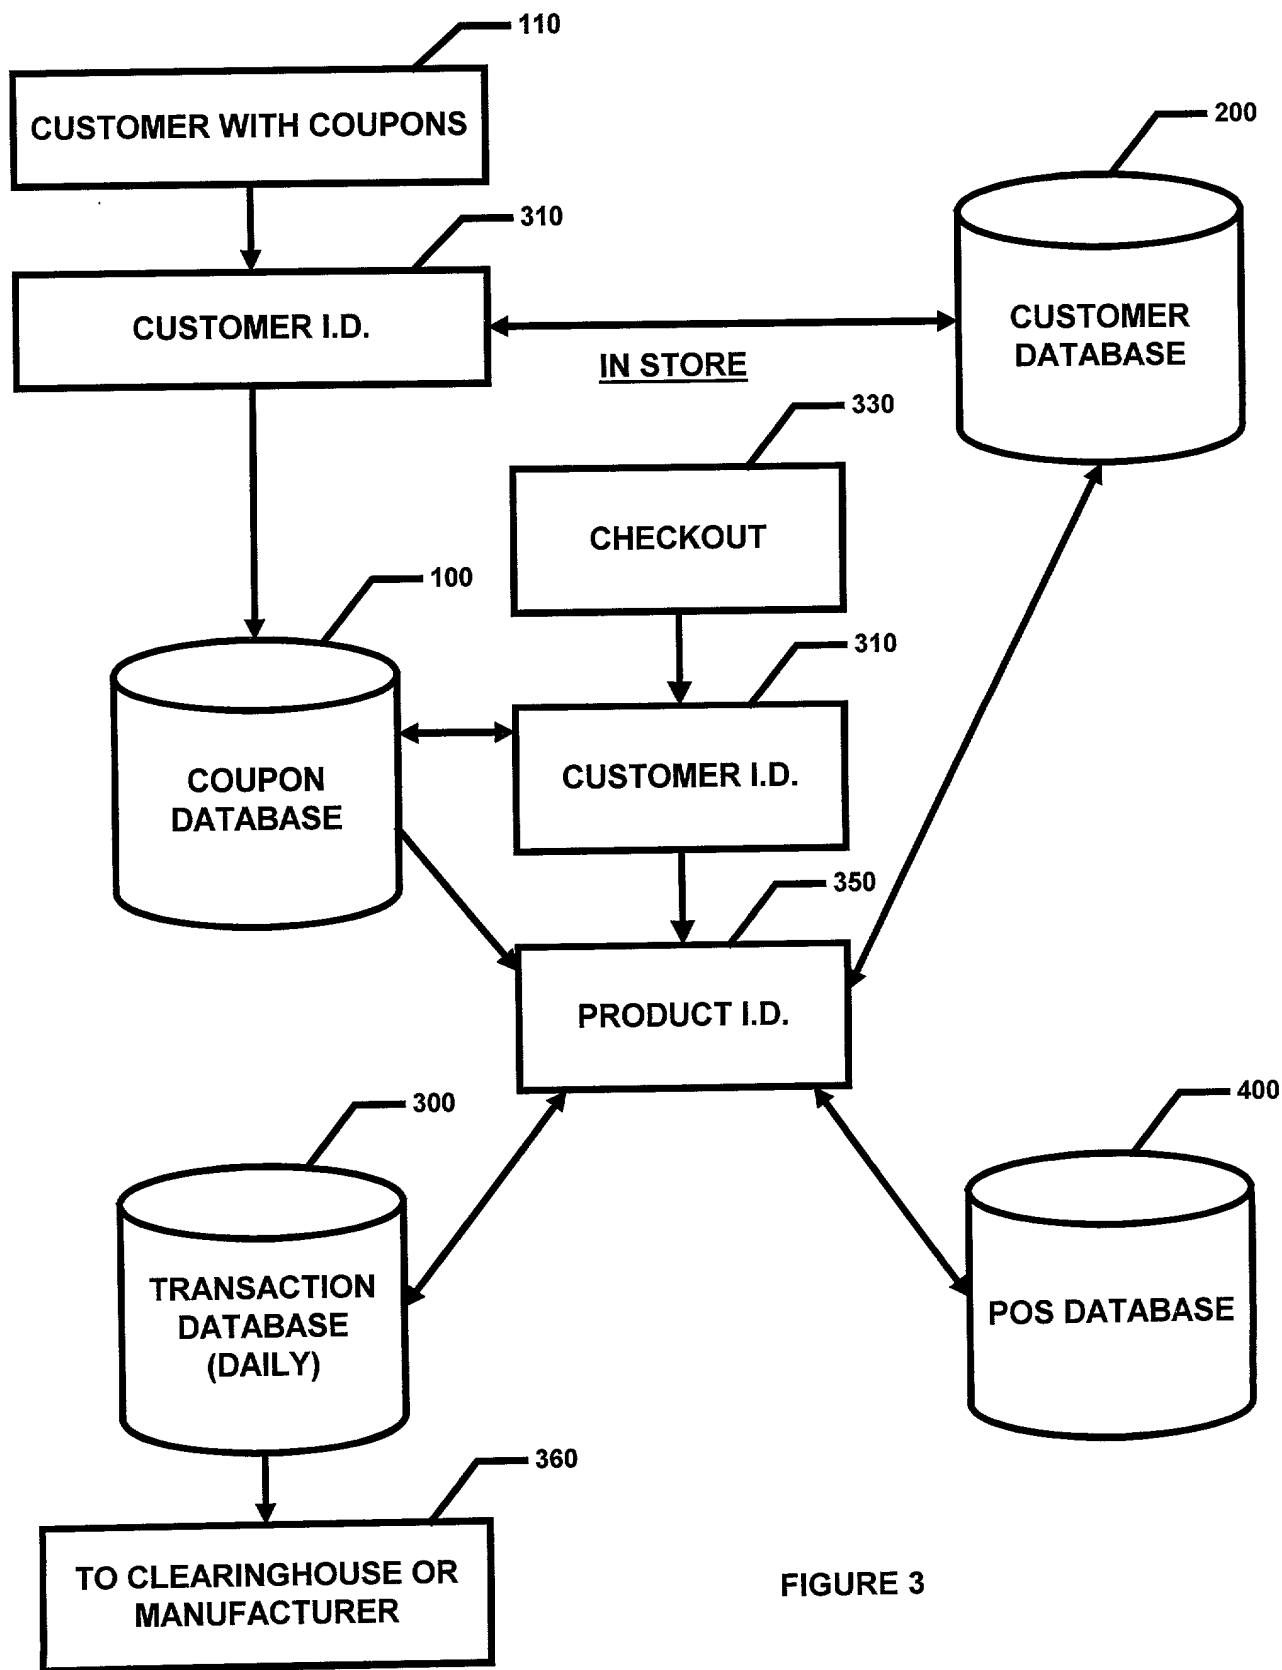 110
CUSTOMER WITH COUPONS
200
310
CUSTOMER I.D.
CUSTOMER
DATABASE
IN STORE
330
CHECKOUT
100
310
COUPON
DATABASE
CUSTOMER I.D.
350
PRODUCT I.D.
300
400
TRANSACTION
DATABASE
(DAILY)
POS DATABASE
360
TO CLEARINGHOUSE OR
MANUFACTURER
FIGURE 3